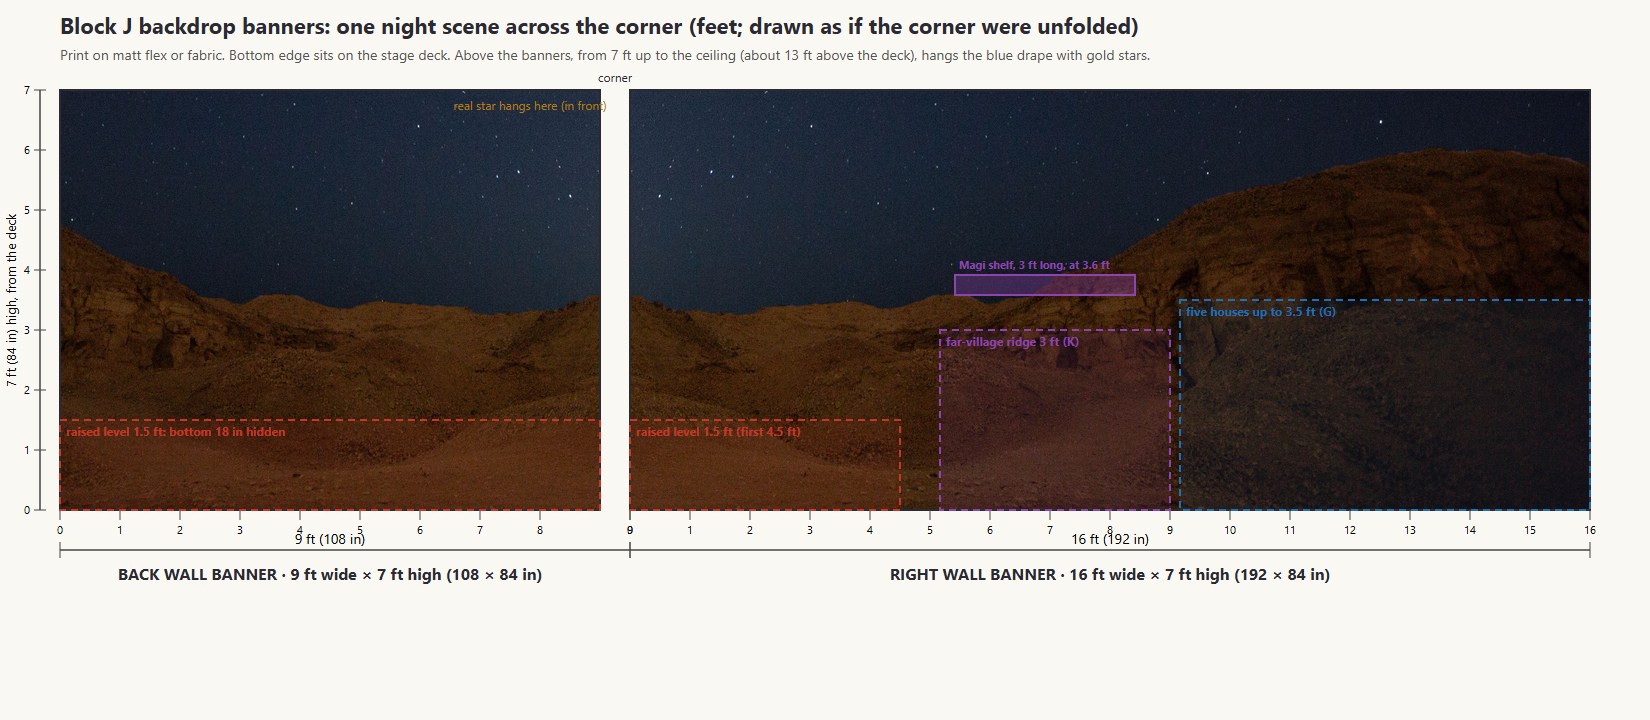 Block J backdrop banners: one night scene across the corner (feet; drawn as if the corner were unfolded)
Print on matt flex or fabric. Bottom edge sits on the stage deck. Above the banners, from 7 ft up to the ceiling (about 13 ft above the deck), hangs the blue drape with gold stars.
corner
7
real star hangs here (in front)
6
5
Magi shelf, 3 ft long, at 3.6 ft
4
five houses up to 3.5 ft (G)
3
far-village ridge 3 ft (K)
2
raised level 1.5 ft: bottom 18 in hidden
raised level 1.5 ft (first 4.5 ft)
1
0
7 ft (84 in) high, from the deck
0 1 2 3 4 5 6 7 8 9
0 1 2 3 4 5 6 7 8 9 10 11 12 13 14 15 16
9 ft (108 in)
16 ft (192 in)
BACK WALL BANNER · 9 ft wide × 7 ft high (108 × 84 in)
RIGHT WALL BANNER · 16 ft wide × 7 ft high (192 × 84 in)